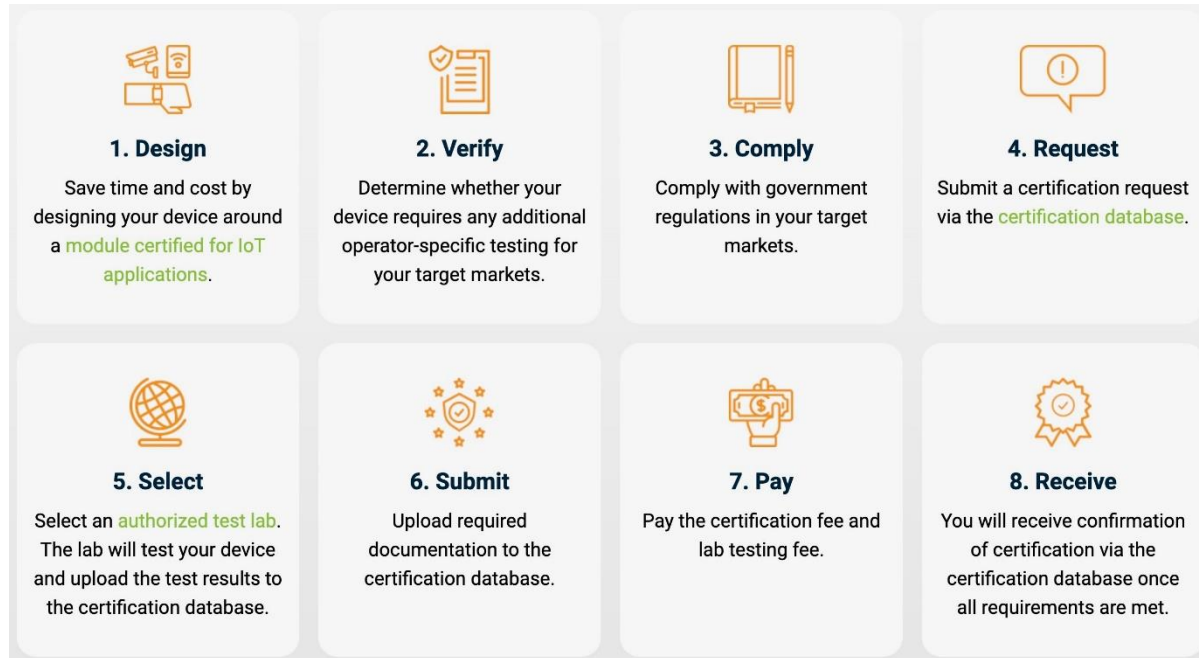 1. Design
Save time and cost by
designing your device around
a module certified for IoT
applications.
2. Verify
Determine whether your
device requires any additional
operator-specific testing for
your target markets.
3. Comply
Comply with government
regulations in your target
markets.
4. Request
Submit a certification request
via the certification database.
5. Select
Select an authorized test lab.
The lab will test your device
and upload the test results to
the certification database.
6. Submit
Upload required
documentation to the
certification database.
7. Pay
Pay the certification fee and
lab testing fee.
8. Receive
You will receive confirmation
of certification via the
certification database once
all requirements are met.